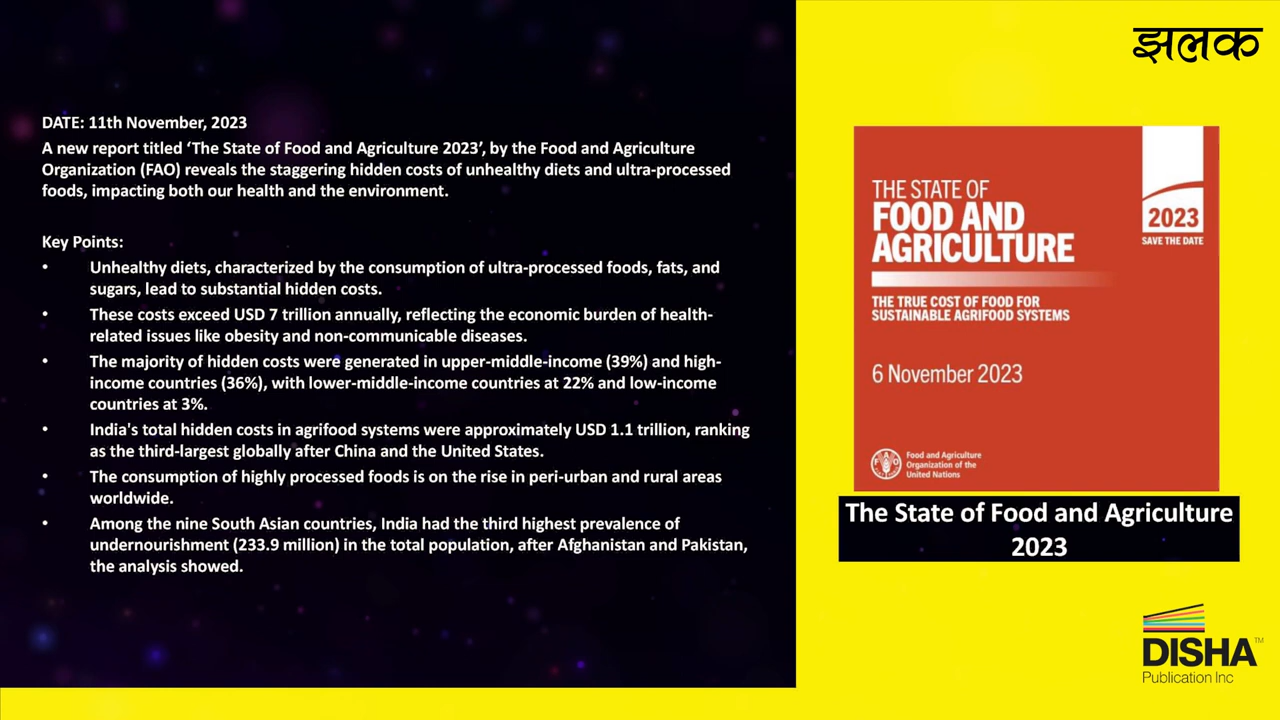 झलक
DATE: 11th November, 2023
A new report titled ‘The State of Food and Agriculture 2023’, by the Food and Agriculture
Organization (FAO) reveals the staggering hidden costs of unhealthy diets and ultra-processed
foods, impacting both our health and the environment.
Key Points:
• Unhealthy diets, characterized by the consumption of ultra-processed foods, fats, and
sugars, lead to substantial hidden costs.
• These costs exceed USD 7 trillion annually, reflecting the economic burden of health-
related issues like obesity and non-communicable diseases.
• The majority of hidden costs were generated in upper-middle-income (39%) and high-
income countries (36%), with lower-middle-income countries at 22% and low-income
countries at 3%.
• India's total hidden costs in agrifood systems were approximately USD 1.1 trillion, ranking
as the third-largest globally after China and the United States.
• The consumption of highly processed foods is on the rise in peri-urban and rural areas
worldwide.
• Among the nine South Asian countries, India had the third highest prevalence of
undernourishment (233.9 million) in the total population, after Afghanistan and Pakistan,
the analysis showed.
THE STATE OF
FOOD AND
AGRICULTURE
2023
SAVE THE DATE
THE TRUE COST OF FOOD FOR
SUSTAINABLE AGRIFOOD SYSTEMS
6 November 2023
FAO
Food and Agriculture
Organization of the
United Nations
The State of Food and Agriculture
2023
DISHA™
Publication Inc